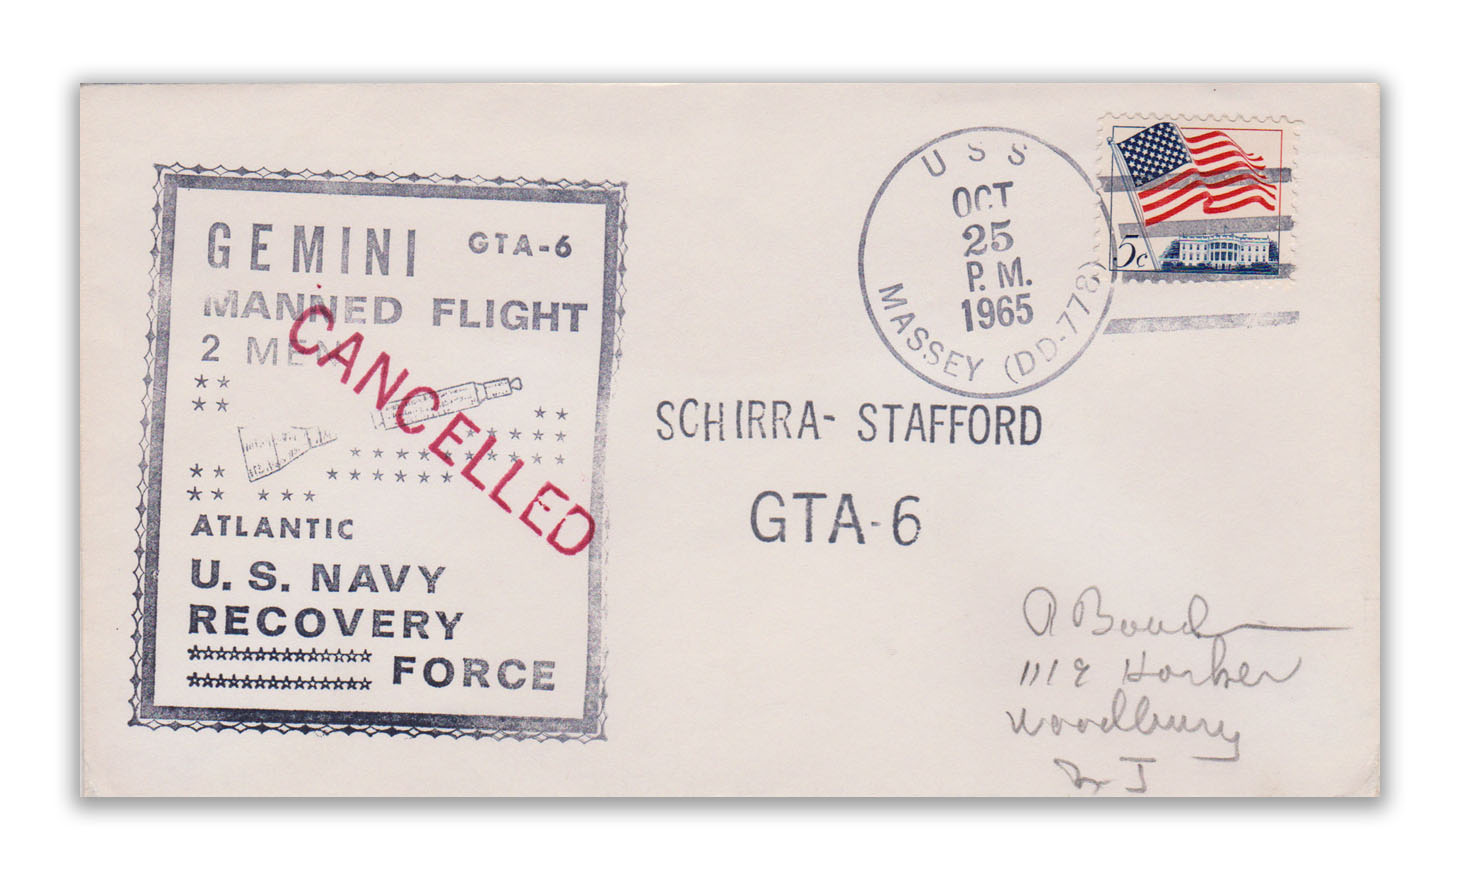 GEMINI GTA-6
MANNED FLIGHT
2 MEN
CANCELLED
ATLANTIC
U. S. NAVY
RECOVERY
FORCE
USS
OCT
25
P. M.
1965
MASSEY (DD-778)
5c
SCHIRRA- STAFFORD
GTA-6
Woodbury
N J